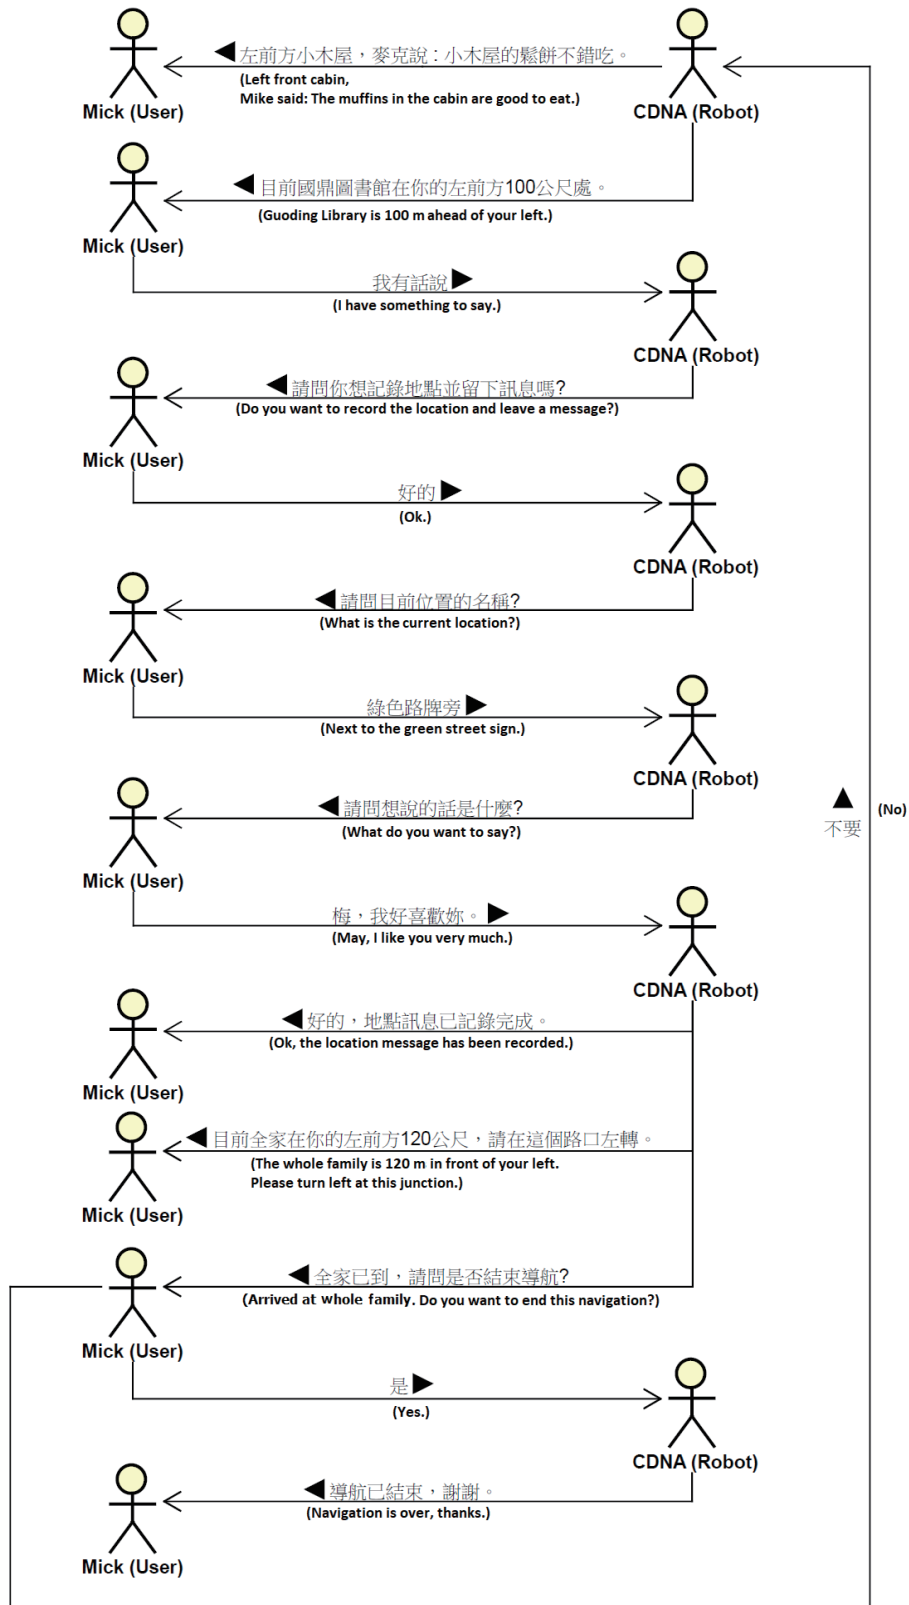 ◀ 左前方小木屋，麥克說：小木屋的鬆餅不錯吃。
(Left front cabin,
Mike said: The muffins in the cabin are good to eat.)
Mick (User)
CDNA (Robot)
◀ 目前國鼎圖書館在你的左前方100公尺處。
(Guoding Library is 100 m ahead of your left.)
Mick (User)
我有話說 ▶
(I have something to say.)
CDNA (Robot)
◀ 請問你想記錄地點並留下訊息嗎?
(Do you want to record the location and leave a message?)
Mick (User)
好的 ▶
(Ok.)
CDNA (Robot)
◀ 請問目前位置的名稱?
(What is the current location?)
Mick (User)
綠色路牌旁 ▶
(Next to the green street sign.)
CDNA (Robot)
◀ 請問想說的話是什麼?
(What do you want to say?)
▲
不要
(No)
Mick (User)
梅，我好喜歡妳。 ▶
(May, I like you very much.)
CDNA (Robot)
◀ 好的，地點訊息已記錄完成。
(Ok, the location message has been recorded.)
Mick (User)
◀ 目前全家在你的左前方120公尺，請在這個路口左轉。
(The whole family is 120 m in front of your left.
Please turn left at this junction.)
Mick (User)
◀ 全家已到，請問是否結束導航?
(Arrived at whole family. Do you want to end this navigation?)
Mick (User)
是 ▶
(Yes.)
CDNA (Robot)
◀ 導航已結束，謝謝。
(Navigation is over, thanks.)
Mick (User)